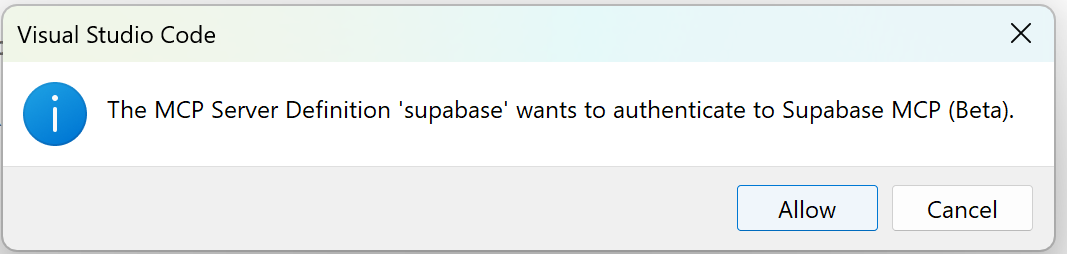 Visual Studio Code
The MCP Server Definition 'supabase' wants to authenticate to Supabase MCP (Beta).
Allow
Cancel